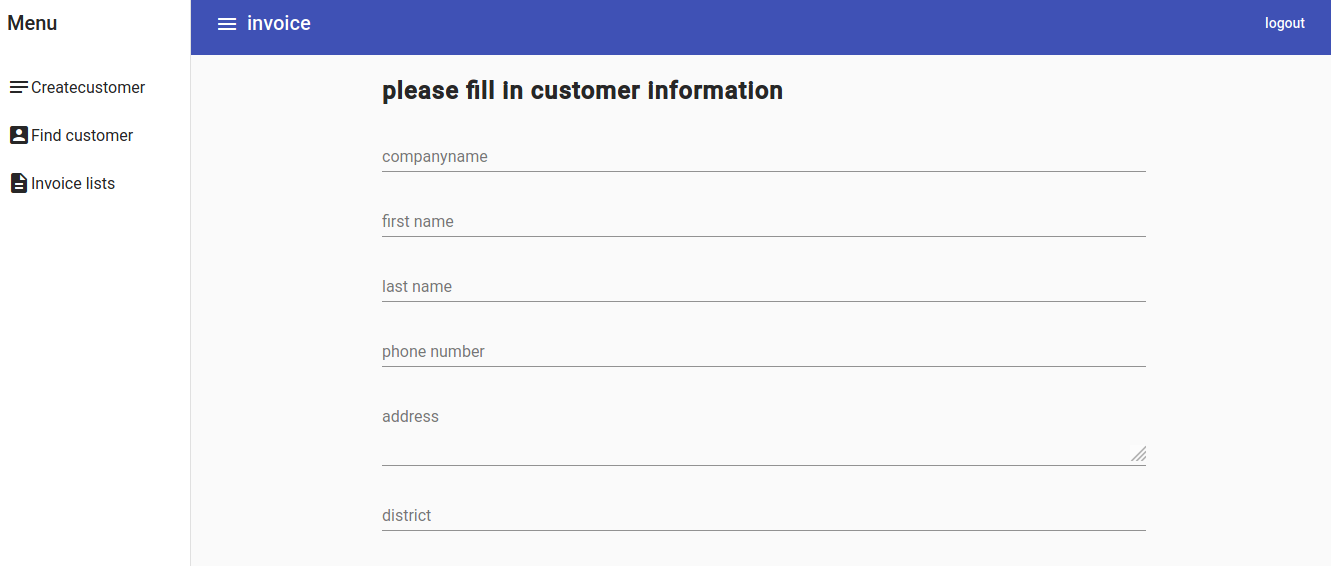 Menu
invoice
logout
Createcustomer
Find customer
Invoice lists
please fill in customer information
companyname
first name
last name
phone number
address
district